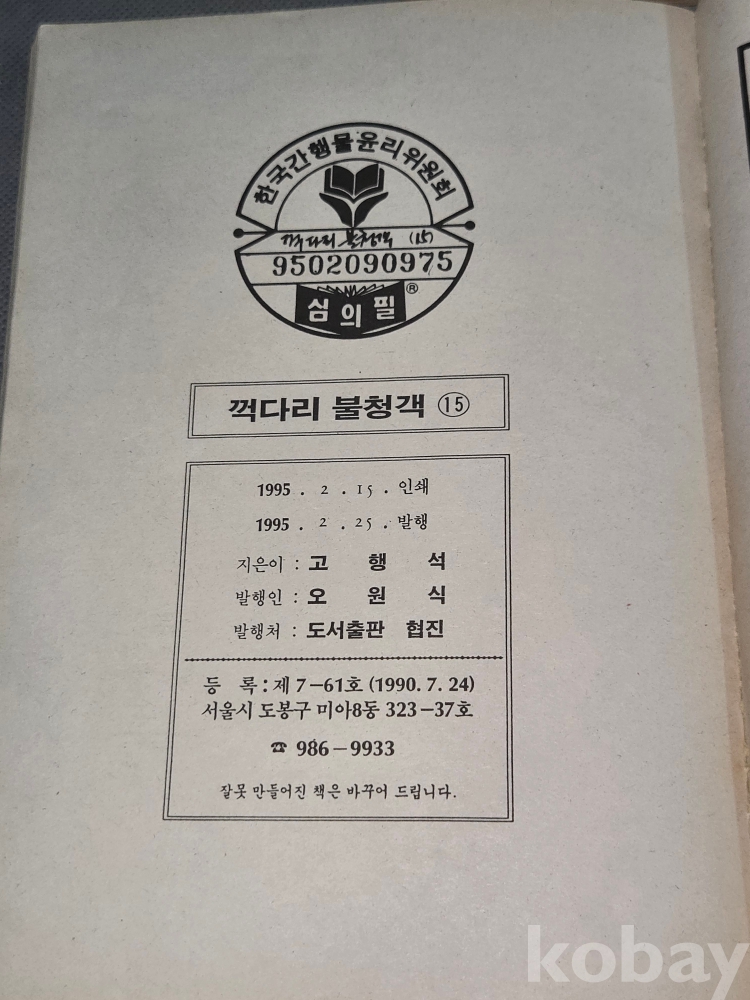 한국간행물윤리위원회
꺽다리 불청객 (15)
9502090975
심의필 ®
꺽다리 불청객 ⑮
1995 . 2 . 15 . 인쇄
1995 . 2 . 25 . 발행
지은이 : 고 행 석
발행인 : 오 원 식
발행처 : 도서출판 협진
등 록 : 제 7-61호 (1990. 7. 24)
서울시 도봉구 미아8동 323-37호
☎ 986-9933
잘못 만들어진 책은 바꾸어 드립니다.
kobay